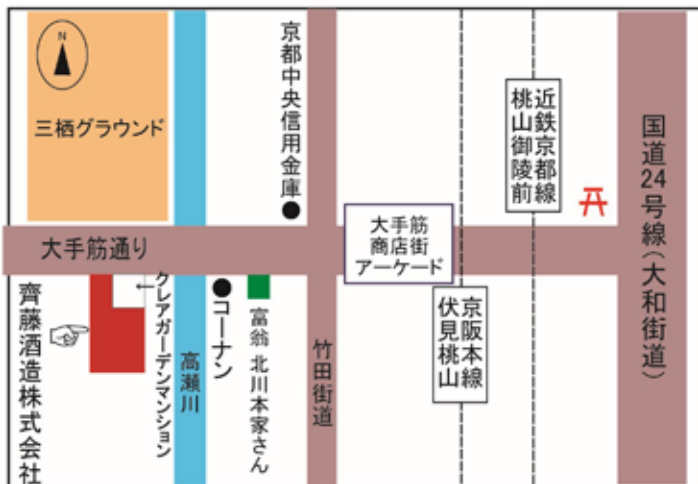 N
三栖グラウンド
京都中央信用金庫
近鉄京都線
桃山御陵前
国道24号線(大和街道)
大手筋通り
大手筋
商店街
アーケード
齊藤酒造株式会社
←クレアガーデンマンション
高瀬川
コーナン
富翁 北川本家さん
竹田街道
京阪本線
伏見桃山